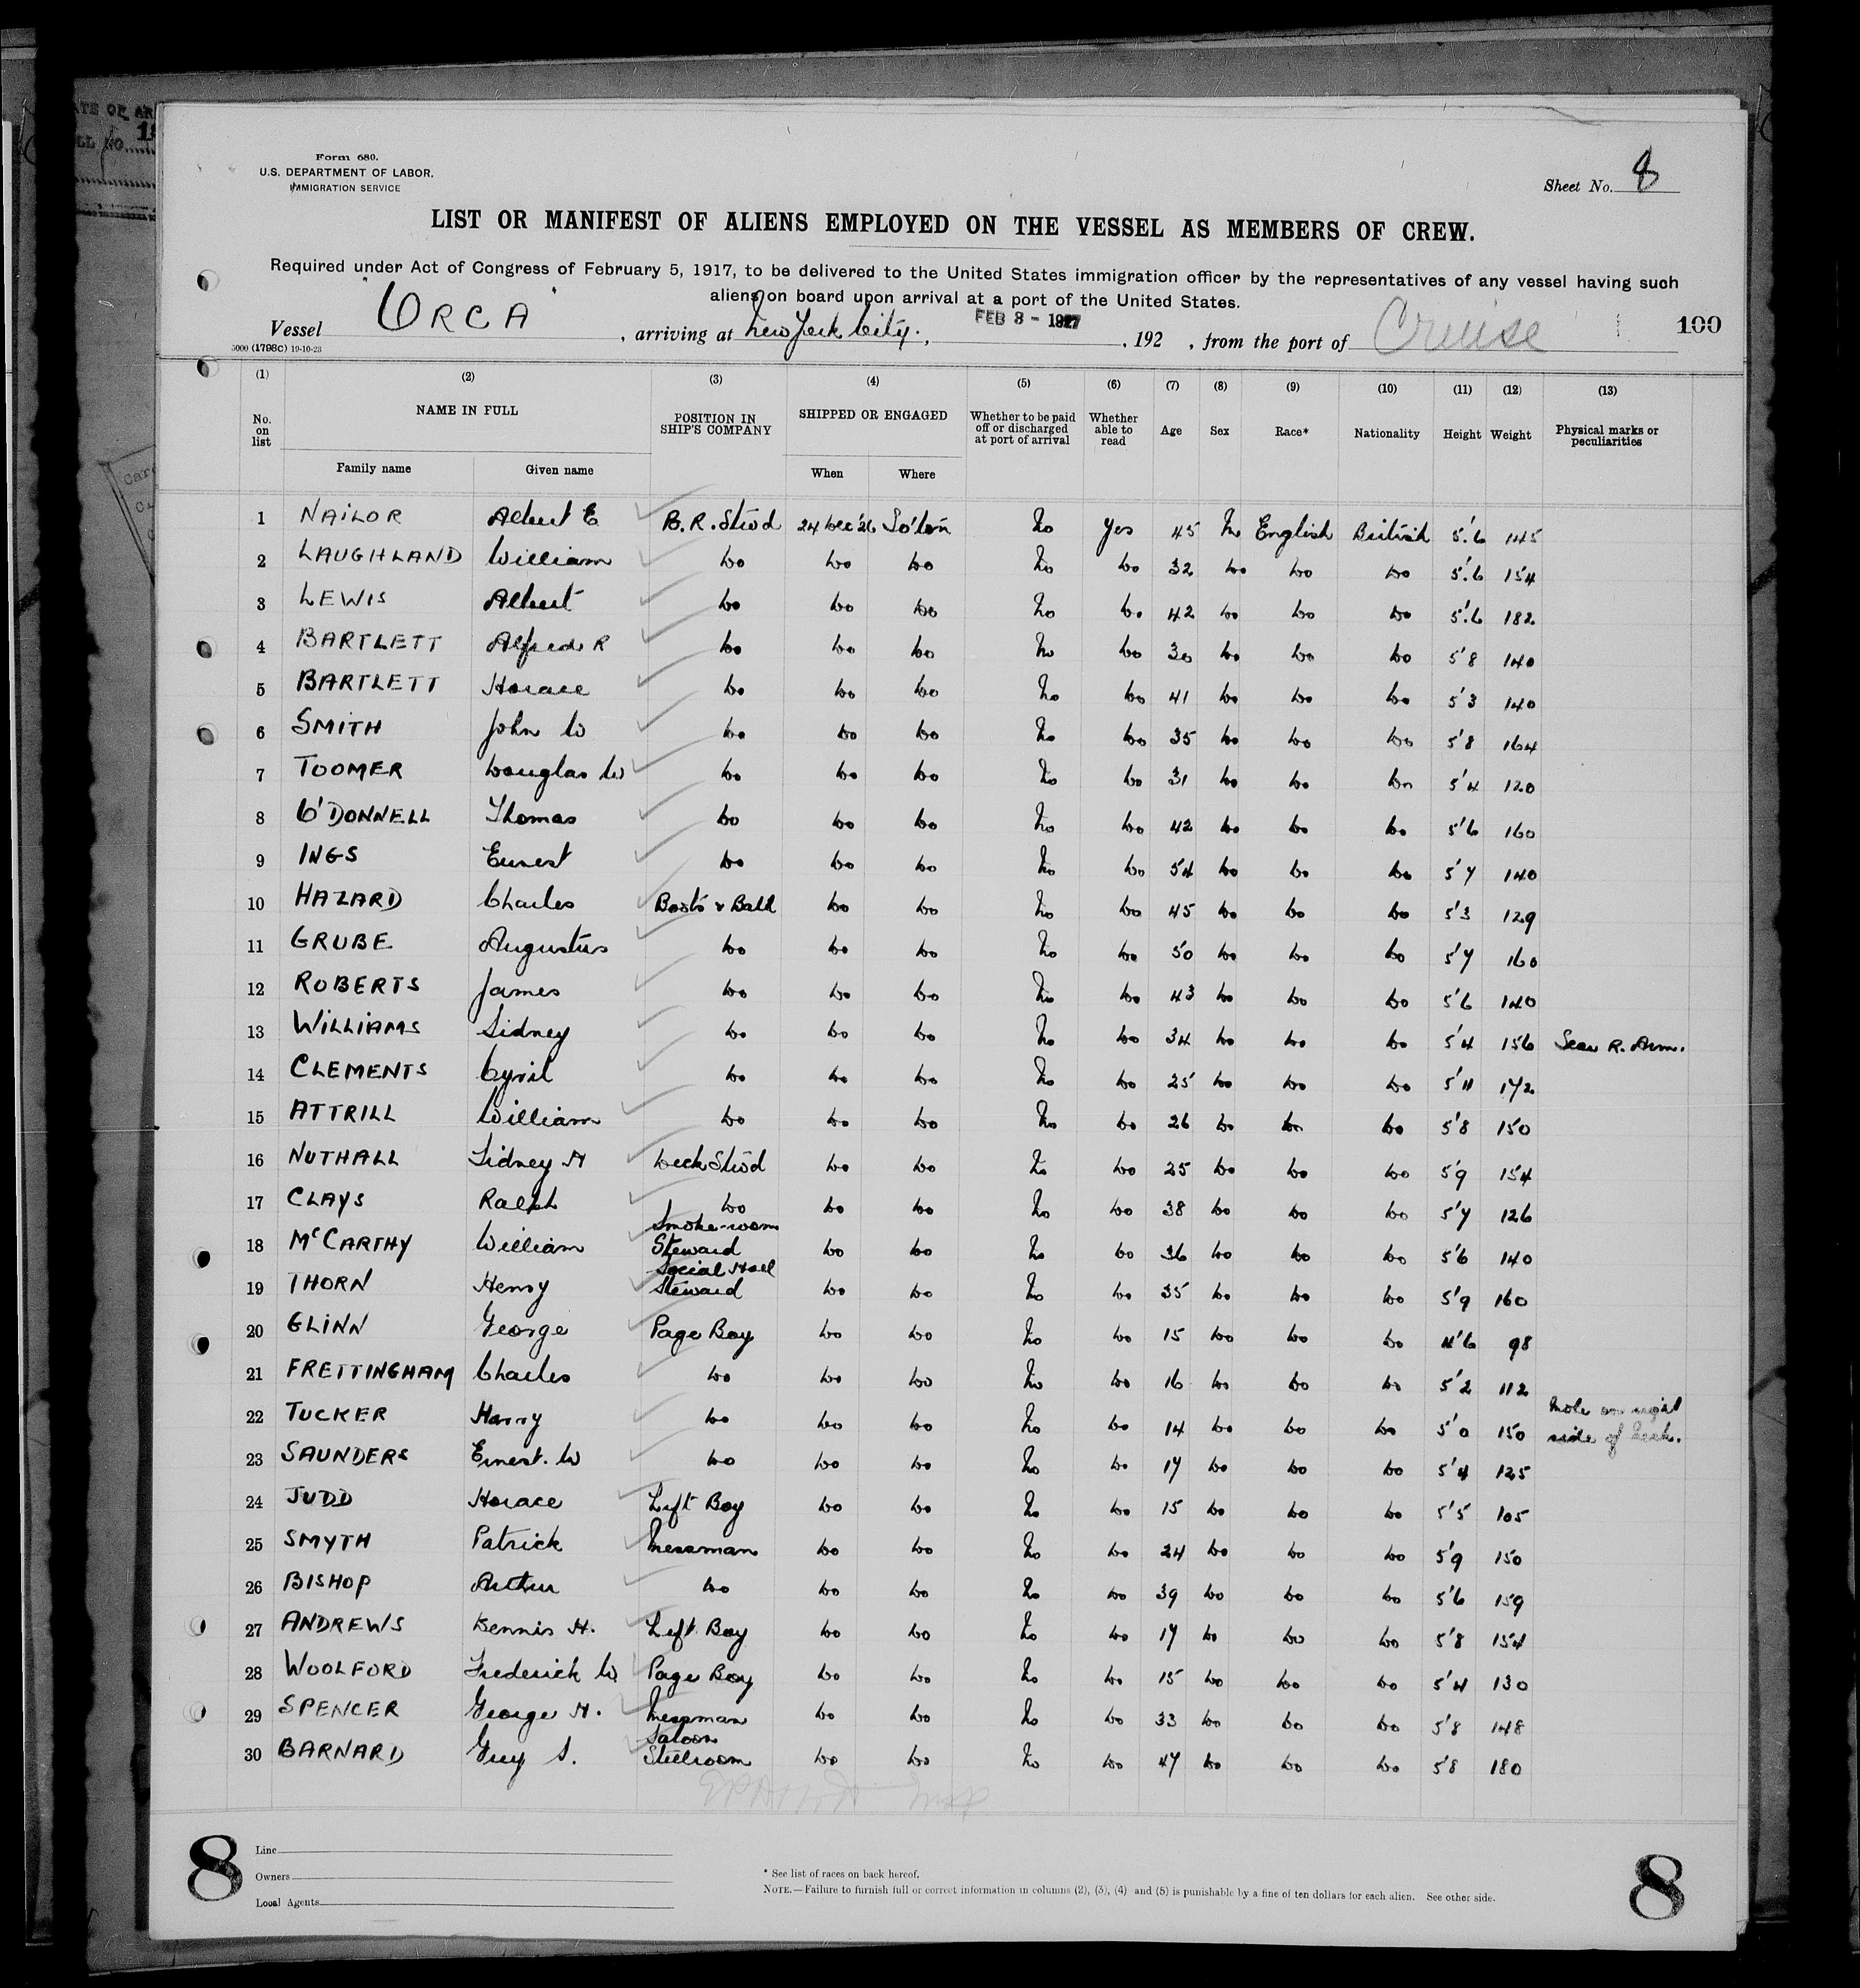 ATE OF AR
LL NO. 1
Form 680.
U.S. DEPARTMENT OF LABOR.
IMMIGRATION SERVICE
Sheet No. 8
LIST OR MANIFEST OF ALIENS EMPLOYED ON THE VESSEL AS MEMBERS OF CREW.
Required under Act of Congress of February 5, 1917, to be delivered to the United States immigration officer by the representatives of any vessel having such
aliens on board upon arrival at a port of the United States.
Vessel "ORCA", arriving at New York City., FEB 3 - 1927, 192 , from the port of Cruise 100
5000 (1798C) 19-10-23
(1) (2) (3) (4) (5) (6) (7) (8) (9) (10) (11) (12) (13)
No. on list NAME IN FULL POSITION IN SHIP'S COMPANY SHIPPED OR ENGAGED Whether to be paid off or discharged at port of arrival Whether able to read Age Sex Race* Nationality Height Weight Physical marks or peculiarities
Family name Given name When Where
1 NAILOR Albert E B.R. Stwd 24 Dec '26 So'ton No Yes 45 M English British 5'.6 145
2 LAUGHLAND William Do Do Do No Do 32 Do Do Do 5'.6 154
3 LEWIS Albert Do Do Do No Do 42 Do Do Do 5'.6 182
4 BARTLETT Alfred R Do Do Do No Do 30 Do Do Do 5'8 140
5 BARTLETT Horace Do Do Do No Do 41 Do Do Do 5'3 140
6 SMITH John W Do Do Do No Do 35 Do Do Do 5'8 164
7 TOOMER Douglas W Do Do Do No Do 31 Do Do Do 5'4 120
8 O'DONNELL Thomas Do Do Do No Do 42 Do Do Do 5'6 160
9 INGS Ernest Do Do Do No Do 54 Do Do Do 5'7 140
10 HAZARD Charles Boots & Bath Do Do No Do 45 Do Do Do 5'3 129
11 GRUBE Augustus Do Do Do No Do 50 Do Do Do 5'7 160
12 ROBERTS James Do Do Do No Do 43 Do Do Do 5'6 140
13 WILLIAMS Sidney Do Do Do No Do 34 Do Do Do 5'4 156 Scar R. Arm.
14 CLEMENTS Cyril Do Do Do No Do 25 Do Do Do 5'11 172
15 ATTRILL William Do Do Do No Do 26 Do Do Do 5'8 150
16 NUTHALL Sidney H Deck Stwd Do Do No Do 25 Do Do Do 5'9 154
17 CLAYS Ralph Do Do Do No Do 38 Do Do Do 5'7 126
18 McCARTHY William Smoke-room Steward Do Do No Do 36 Do Do Do 5'6 140
19 THORN Henry Social Hall Steward Do Do No Do 35 Do Do Do 5'9 160
20 GLINN George Page Boy Do Do No Do 15 Do Do Do 4'6 98
21 FRETTINGHAM Charles Do Do Do No Do 16 Do Do Do 5'2 112
22 TUCKER Harry Do Do Do No Do 14 Do Do Do 5'0 150 Mole on right side of neck.
23 SAUNDERS Ernest. W Do Do Do No Do 17 Do Do Do 5'4 125
24 JUDD Horace Lift Boy Do Do No Do 15 Do Do Do 5'5 105
25 SMYTH Patrick Messman Do Do No Do 24 Do Do Do 5'9 150
26 BISHOP Arthur Do Do Do No Do 39 Do Do Do 5'6 159
27 ANDREWS Dennis H. Lift Boy Do Do No Do 17 Do Do Do 5'8 154
28 WOOLFORD Frederick W Page Boy Do Do No Do 15 Do Do Do 5'4 130
29 SPENCER George H. Messman Do Do No Do 33 Do Do Do 5'8 148
30 BARNARD Guy S. Saloon Stillroom Do Do No Do 47 Do Do Do 5'8 180
8 8
Line
Owners
Local Agents
* See list of races on back hereof.
NOTE.—Failure to furnish full or correct information in columns (2), (3), (4) and (5) is punishable by a fine of ten dollars for each alien. See other side.